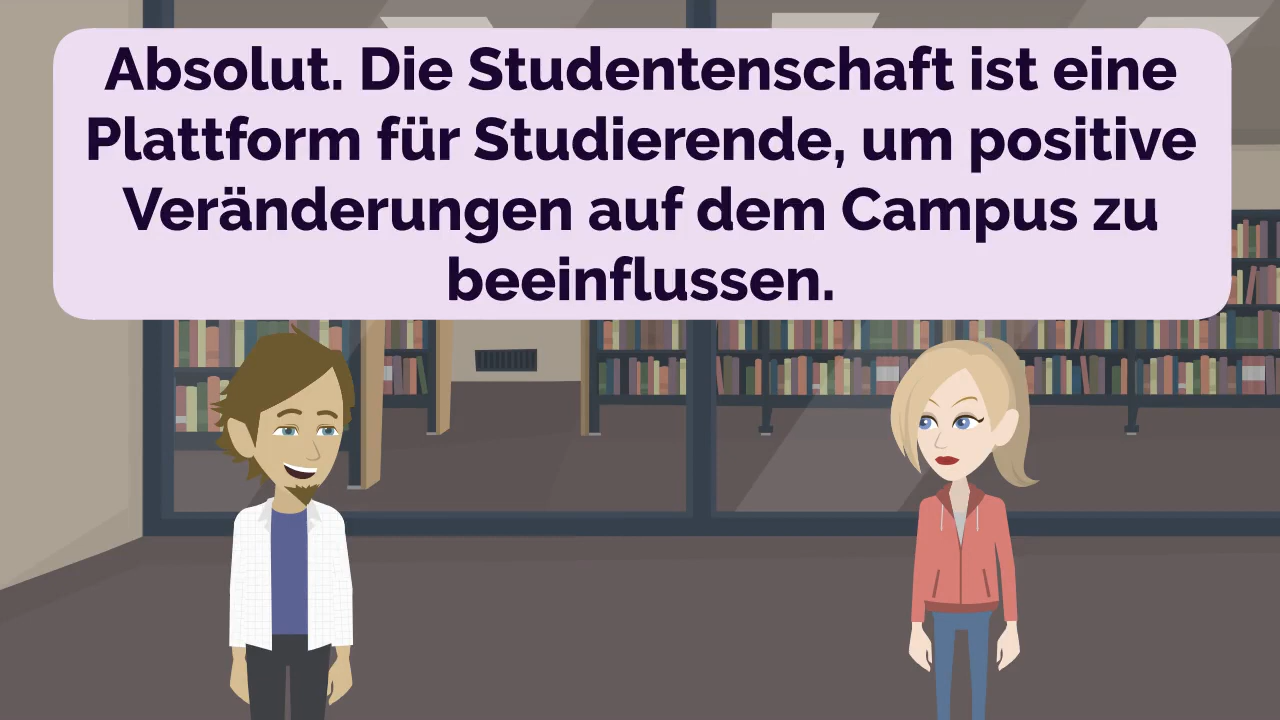 Absolut. Die Studentenschaft ist eine
Plattform für Studierende, um positive
Veränderungen auf dem Campus zu
beeinflussen.